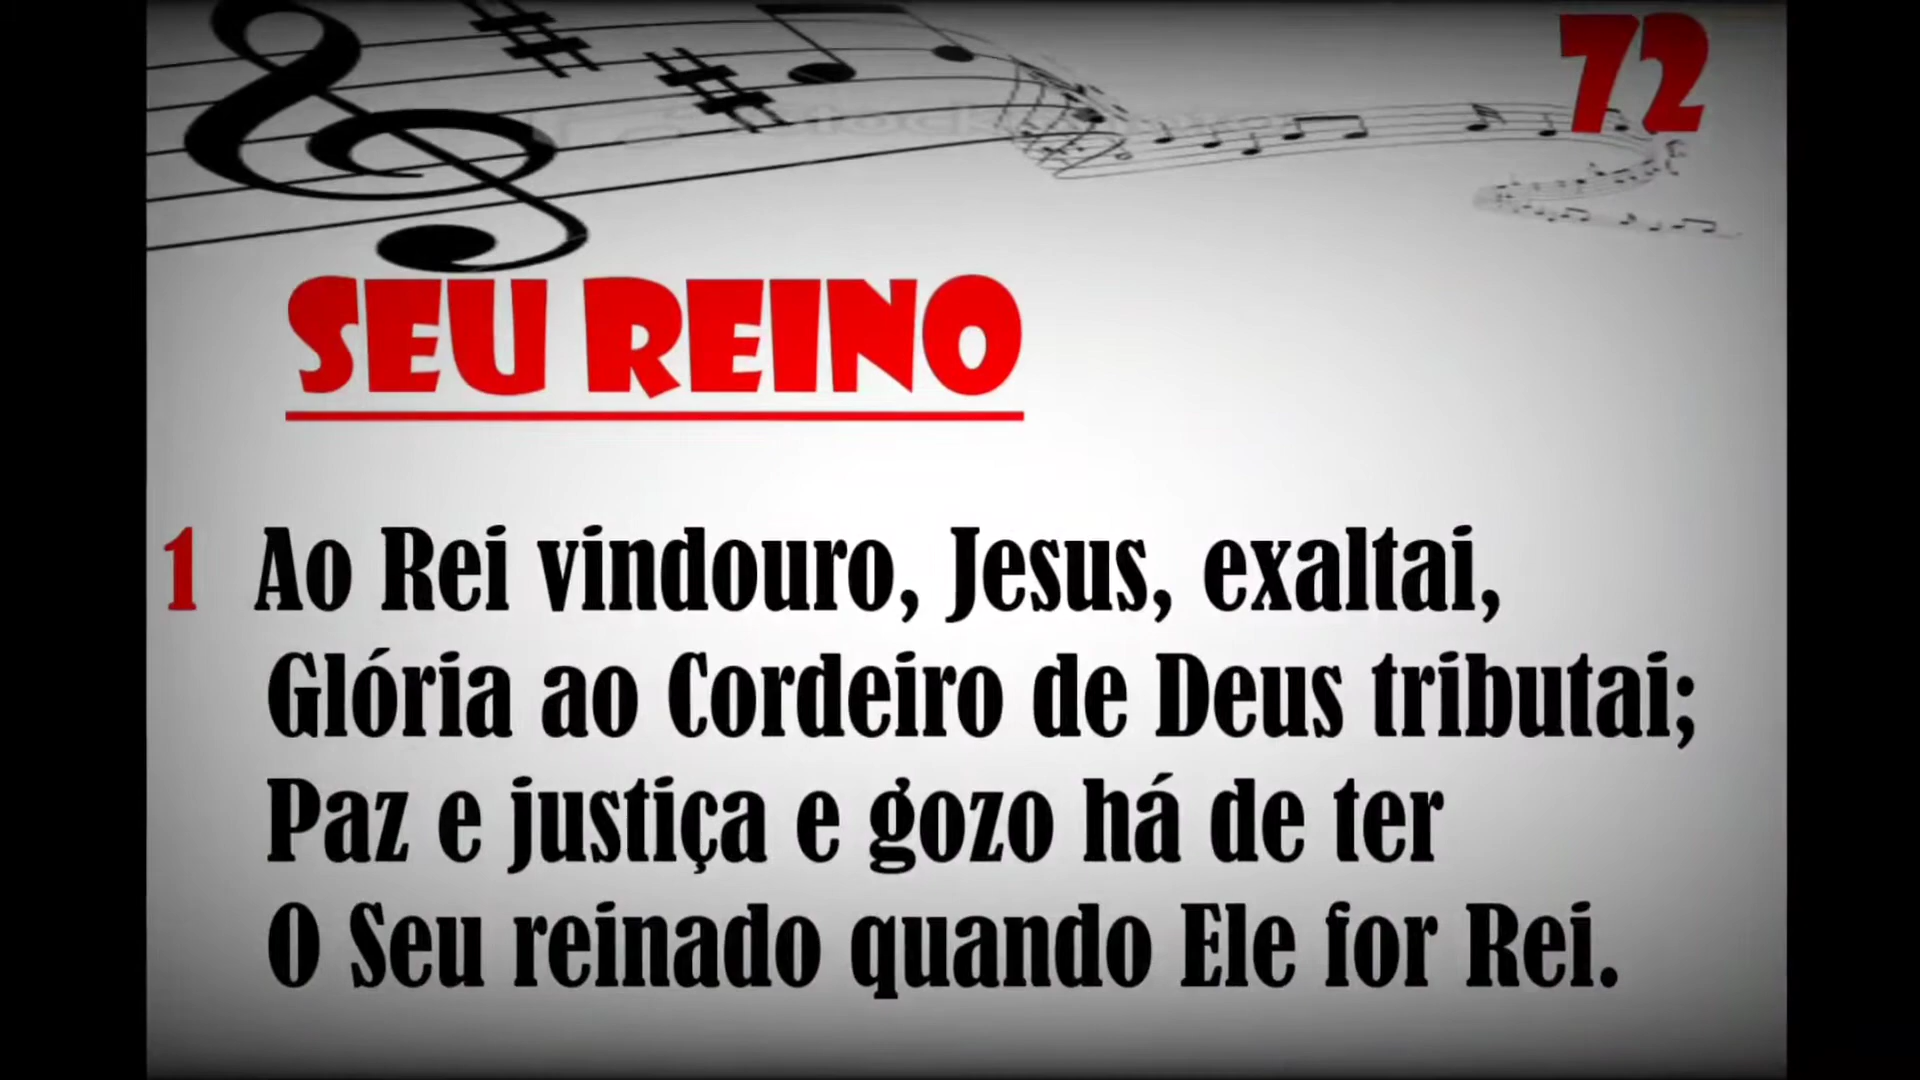 72
SEU REINO
1 Ao Rei vindouro, Jesus, exaltai,
Glória ao Cordeiro de Deus tributai;
Paz e justiça e gozo há de ter
O Seu reinado quando Ele for Rei.